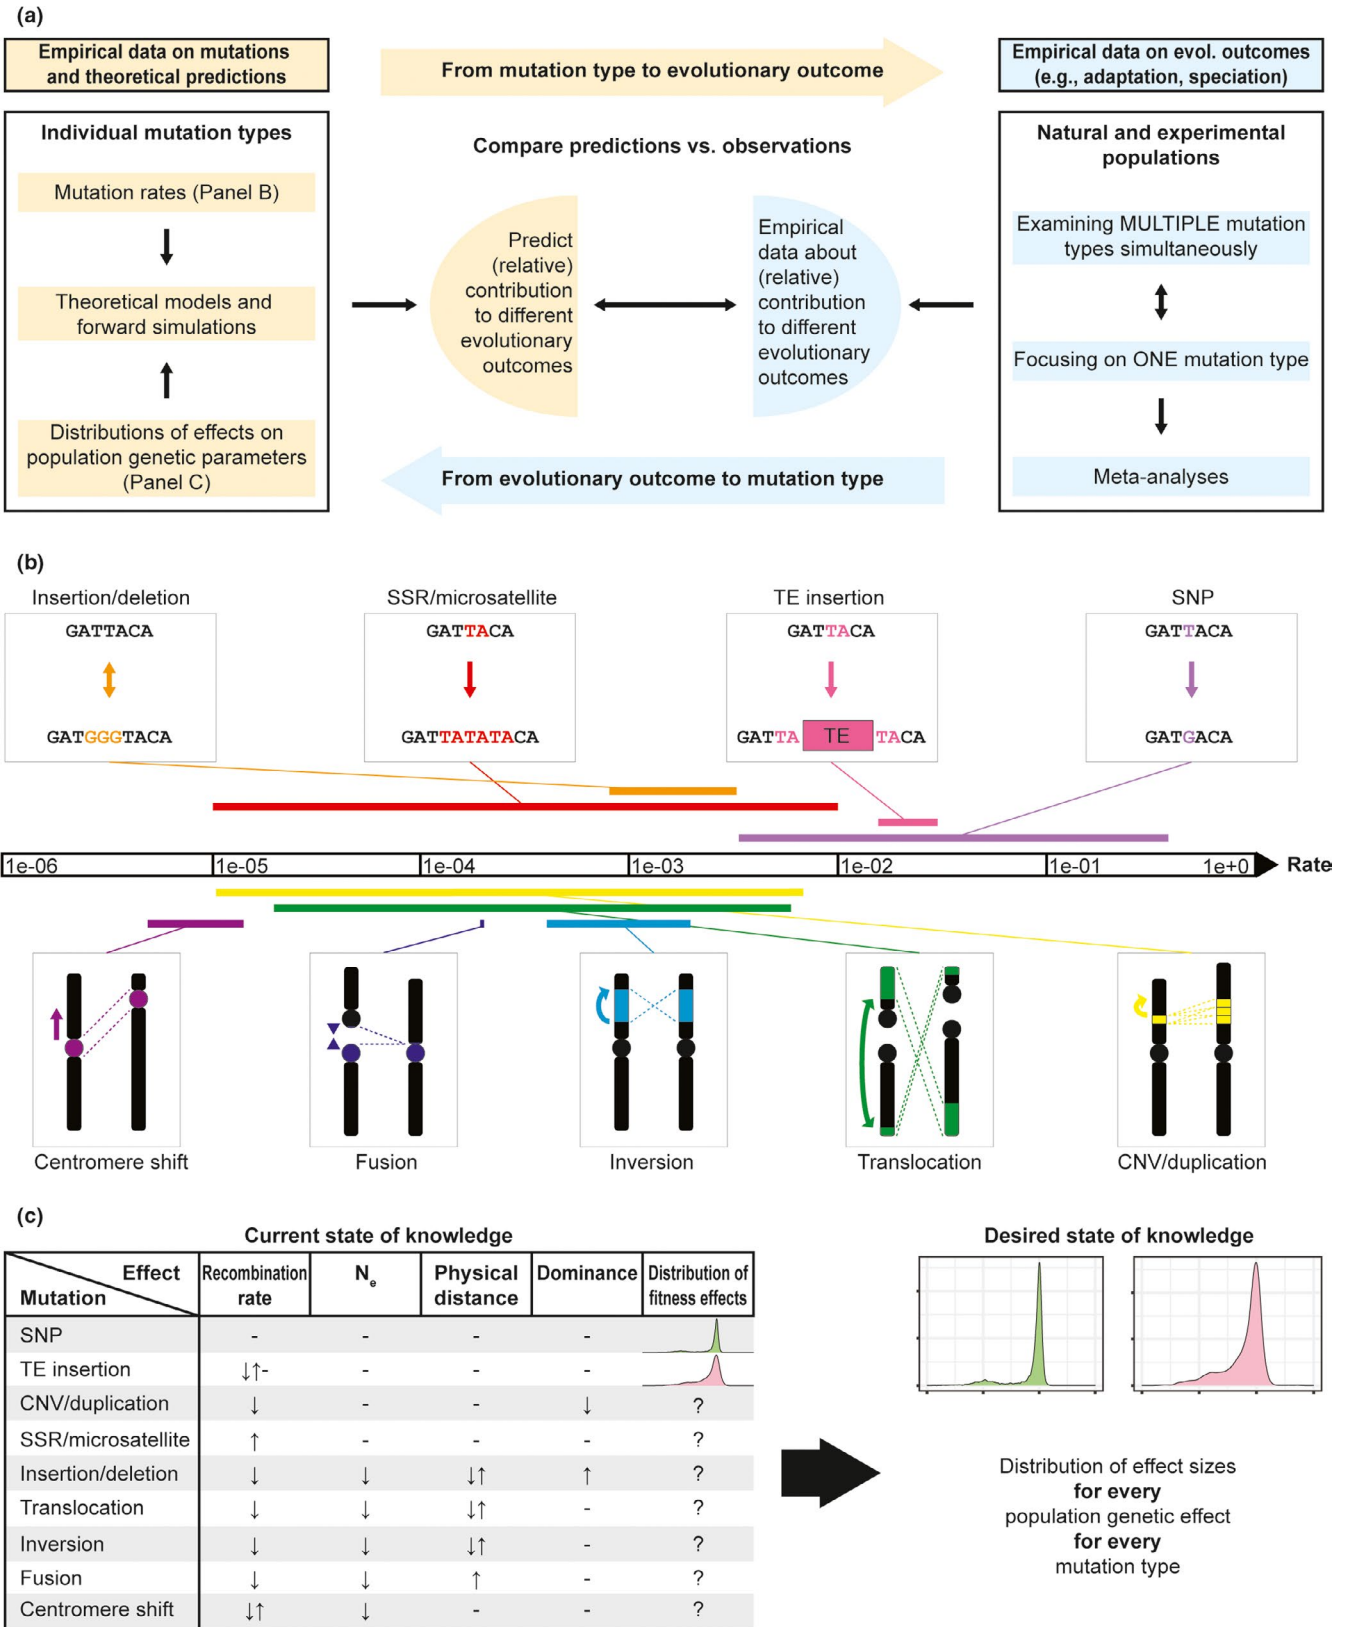 (a)
Empirical data on mutations
and theoretical predictions
From mutation type to evolutionary outcome
Empirical data on evol. outcomes
(e.g., adaptation, speciation)
Individual mutation types
Mutation rates (Panel B)
Theoretical models and
forward simulations
Distributions of effects on
population genetic parameters
(Panel C)
Compare predictions vs. observations
Predict
(relative)
contribution
to different
evolutionary
outcomes
Empirical
data about
(relative)
contribution
to different
evolutionary
outcomes
From evolutionary outcome to mutation type
Natural and experimental
populations
Examining MULTIPLE mutation
types simultaneously
Focusing on ONE mutation type
Meta-analyses
(b)
Insertion/deletion
GATTACA
GATGGGTACA
SSR/microsatellite
GATTACA
GATTATATACA
TE insertion
GATTACA
GATTA TE TACA
SNP
GATTACA
GATGACA
1e-06 1e-05 1e-04 1e-03 1e-02 1e-01 1e+0 Rate
Centromere shift
Fusion
Inversion
Translocation
CNV/duplication
(c)
Current state of knowledge
Effect
Mutation
Recombination
rate
Ne
Physical
distance
Dominance
Distribution of
fitness effects
SNP - - - -
TE insertion ↓↑- - - -
CNV/duplication ↓ - - ↓ ?
SSR/microsatellite ↑ - - - ?
Insertion/deletion ↓ ↓ ↓↑ ↑ ?
Translocation ↓ ↓ ↓↑ - ?
Inversion ↓ ↓ ↓↑ - ?
Fusion ↓ ↓ ↑ - ?
Centromere shift ↓↑ ↓ - - ?
Desired state of knowledge
Distribution of effect sizes
for every
population genetic effect
for every
mutation type